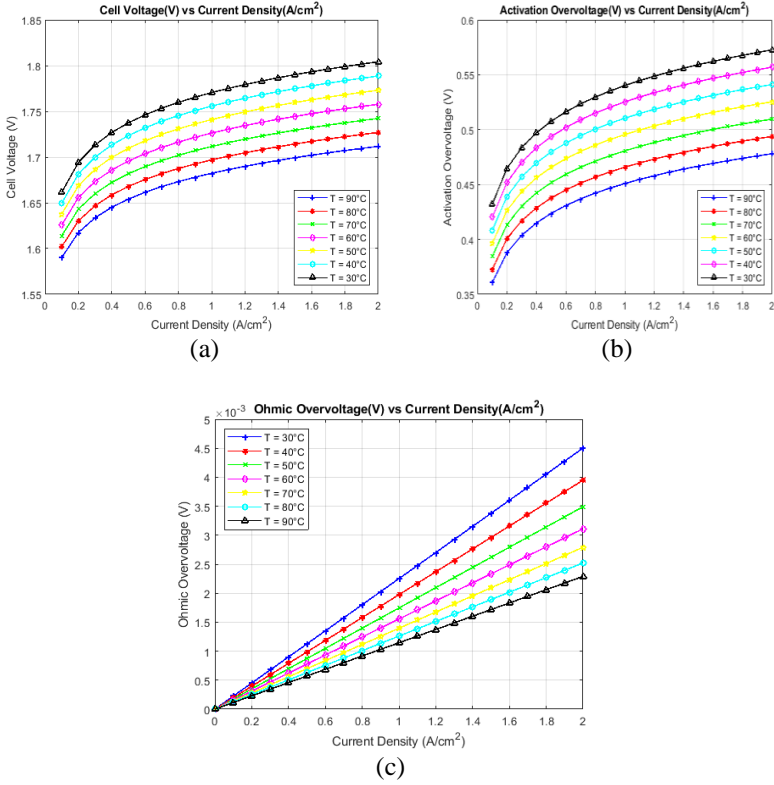 Cell Voltage(V) vs Current Density(A/cm²)
1.85
1.8
1.75
1.7
1.65
1.6
1.55
Cell Voltage (V)
T = 90°C
T = 80°C
T = 70°C
T = 60°C
T = 50°C
T = 40°C
T = 30°C
0 0.2 0.4 0.6 0.8 1 1.2 1.4 1.6 1.8 2
Current Density (A/cm²)
(a)
Activation Overvoltage(V) vs Current Density(A/cm²)
0.6
0.55
0.5
0.45
0.4
0.35
Activation Overvoltage (V)
T = 90°C
T = 80°C
T = 70°C
T = 60°C
T = 50°C
T = 40°C
T = 30°C
0 0.2 0.4 0.6 0.8 1 1.2 1.4 1.6 1.8 2
Current Density (A/cm²)
(b)
×10⁻³
Ohmic Overvoltage(V) vs Current Density(A/cm²)
5
4.5
4
3.5
3
2.5
2
1.5
1
0.5
0
Ohmic Overvoltage (V)
T = 30°C
T = 40°C
T = 50°C
T = 60°C
T = 70°C
T = 80°C
T = 90°C
0 0.2 0.4 0.6 0.8 1 1.2 1.4 1.6 1.8 2
Current Density (A/cm²)
(c)